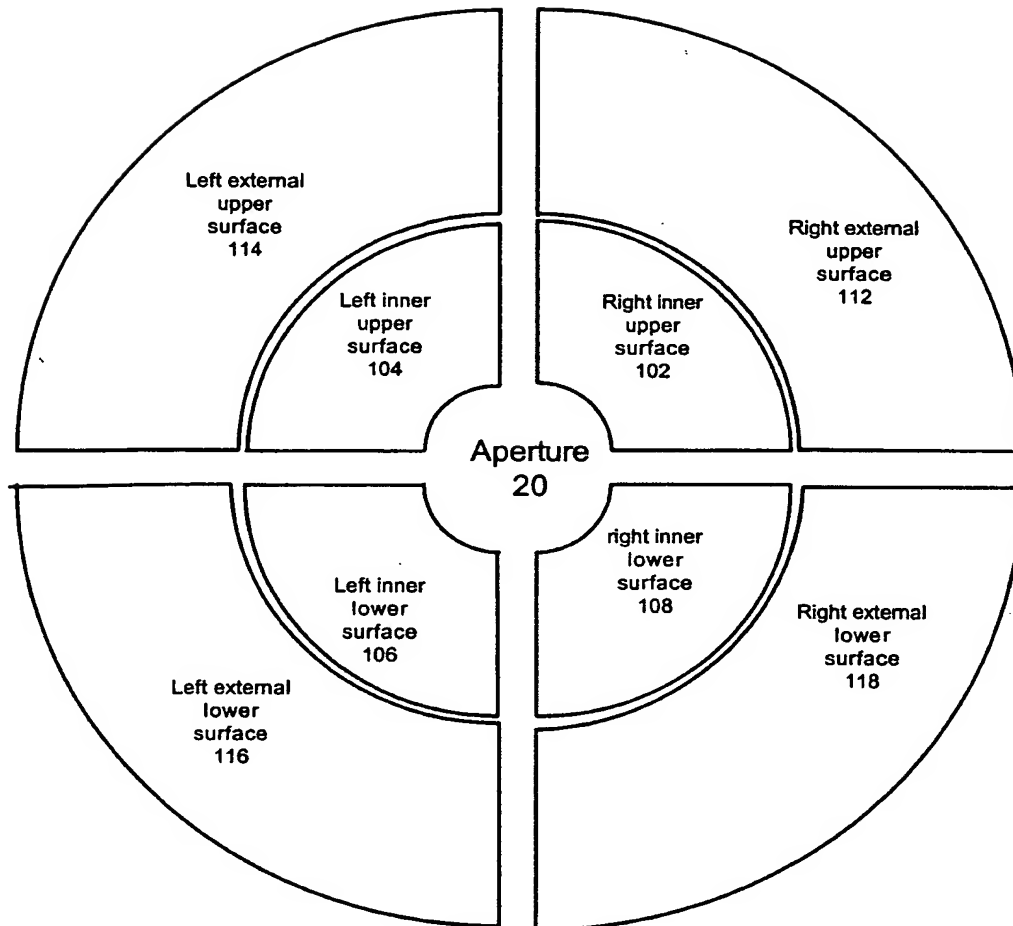 Left external
upper
surface
114
Right external
upper
surface
112
Left inner
upper
surface
104
Right inner
upper
surface
102
Aperture
20
Left inner
lower
surface
106
right inner
lower
surface
108
Left external
lower
surface
116
Right external
lower
surface
118